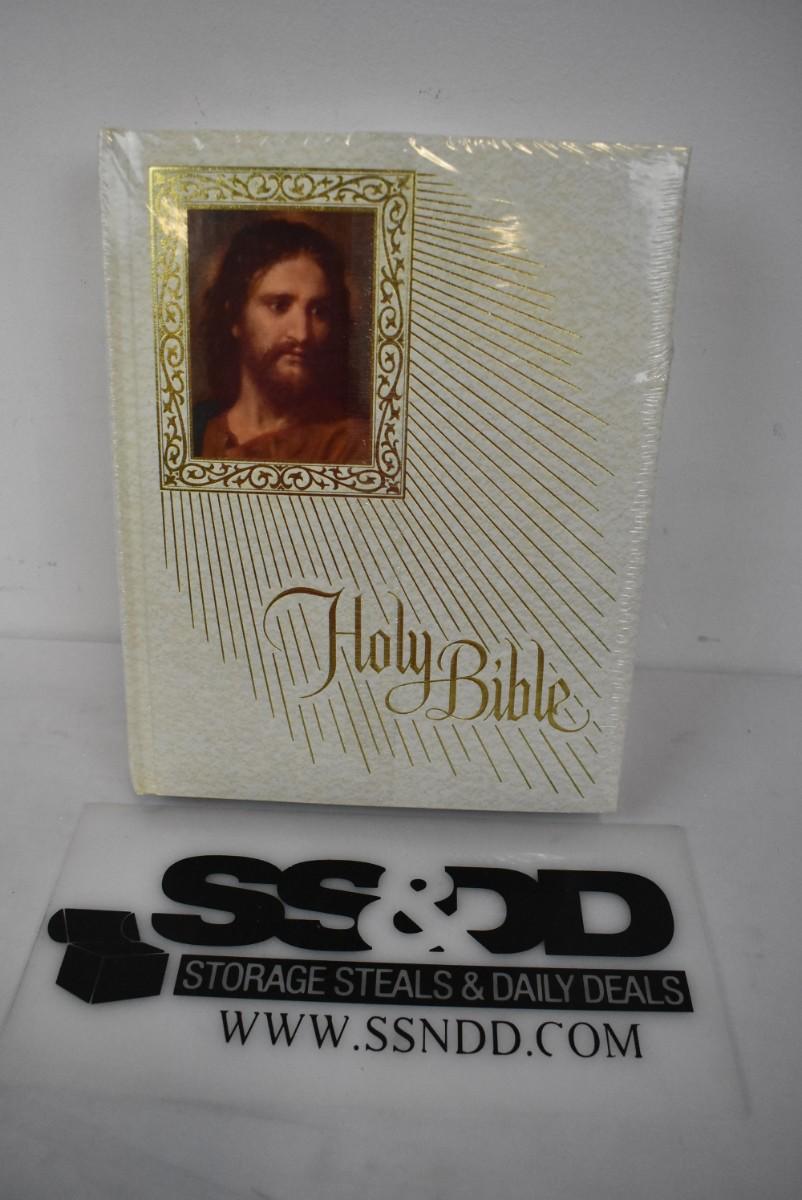 Holy Bible
SS&DD
STORAGE STEALS & DAILY DEALS
WWW.SSNDD.COM